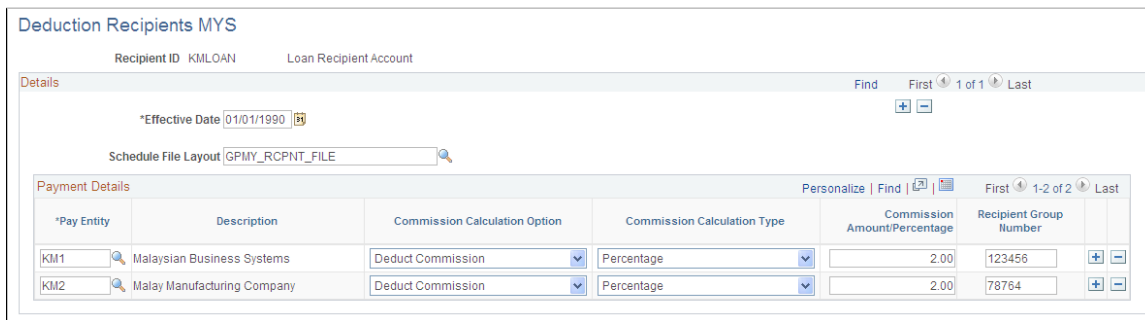 Deduction Recipients MYS
Recipient ID KMLOAN Loan Recipient Account
Details Find First 1 of 1 Last
*Effective Date 01/01/1990
Schedule File Layout GPMY_RCPNT_FILE
Payment Details Personalize | Find | | First 1-2 of 2 Last
*Pay Entity Description Commission Calculation Option Commission Calculation Type Commission Amount/Percentage Recipient Group Number
KM1 Malaysian Business Systems Deduct Commission Percentage 2.00 123456
KM2 Malay Manufacturing Company Deduct Commission Percentage 2.00 78764